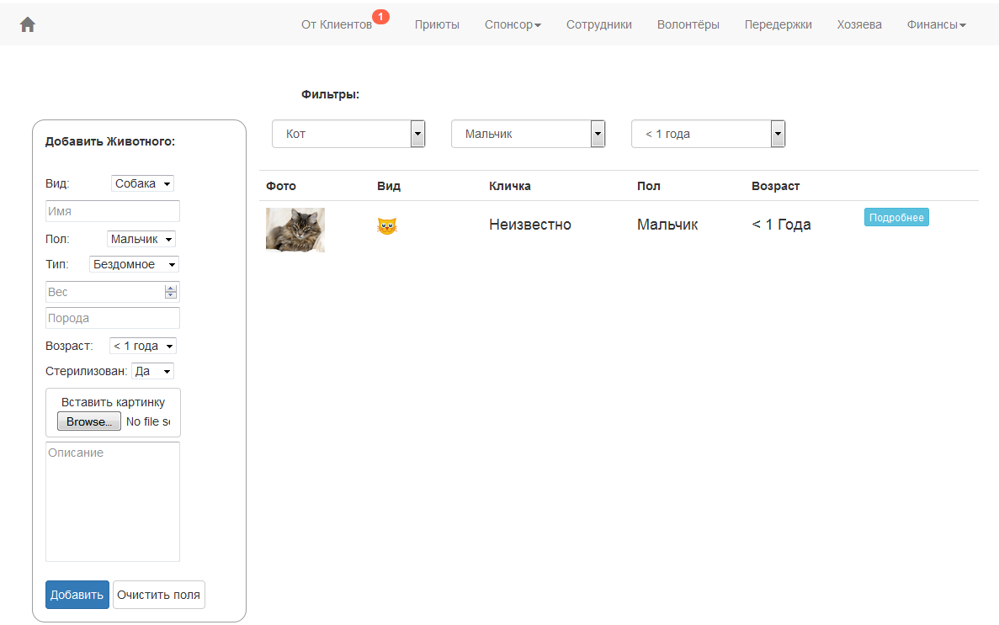 От Клиентов 1 Приюты Спонсор Сотрудники Волонтёры Передержки Хозяева Финансы
Фильтры:
Кот Мальчик < 1 года
Добавить Животного:
Вид: Собака
Имя
Пол: Мальчик
Тип: Бездомное
Вес
Порода
Возраст: < 1 года
Стерилизован: Да
Вставить картинку
Browse... No file se
Описание
Добавить Очистить поля
Фото Вид Кличка Пол Возраст
Неизвестно Мальчик < 1 Года Подробнее